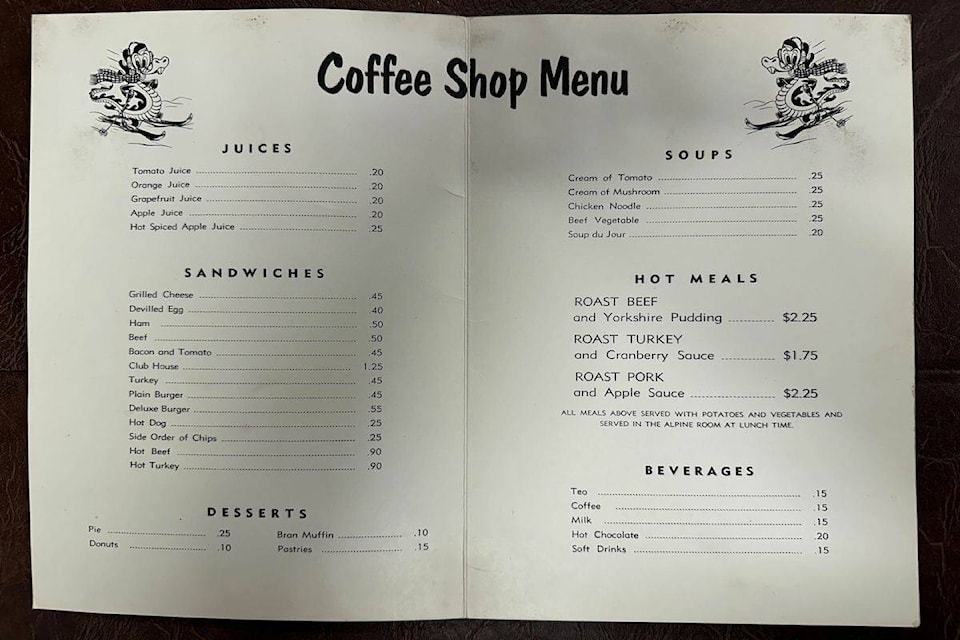 Coffee Shop Menu
JUICES
Tomato Juice .20
Orange Juice .20
Grapefruit Juice .20
Apple Juice .20
Hot Spiced Apple Juice .25
SANDWICHES
Grilled Cheese .45
Devilled Egg .40
Ham .50
Beef .50
Bacon and Tomato .45
Club House 1.25
Turkey .45
Plain Burger .45
Deluxe Burger .55
Hot Dog .25
Side Order of Chips .25
Hot Beef .90
Hot Turkey .90
DESSERTS
Pie .25
Donuts .10
Bran Muffin .10
Pastries .15
SOUPS
Cream of Tomato .25
Cream of Mushroom .25
Chicken Noodle .25
Beef Vegetable .25
Soup du Jour .20
HOT MEALS
ROAST BEEF
and Yorkshire Pudding $2.25
ROAST TURKEY
and Cranberry Sauce $1.75
ROAST PORK
and Apple Sauce $2.25
ALL MEALS ABOVE SERVED WITH POTATOES AND VEGETABLES AND
SERVED IN THE ALPINE ROOM AT LUNCH TIME.
BEVERAGES
Tea .15
Coffee .15
Milk .15
Hot Chocolate .20
Soft Drinks .15